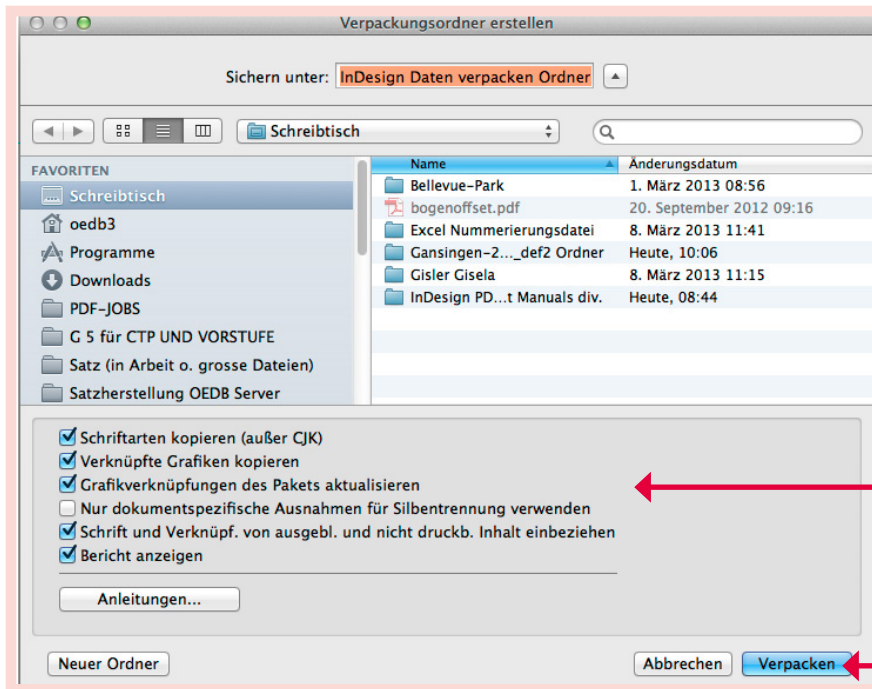 Verpackungsordner erstellen
Sichern unter: InDesign Daten verpacken Ordner
Schreibtisch
FAVORITEN
Schreibtisch
oedb3
Programme
Downloads
PDF-JOBS
G 5 für CTP UND VORSTUFE
Satz (in Arbeit o. grosse Dateien)
Satzherstellung OEDB Server
Name Änderungsdatum
Bellevue-Park 1. März 2013 08:56
bogenoffset.pdf 20. September 2012 09:16
Excel Nummerierungsdatei 8. März 2013 11:41
Gansingen-2..._def2 Ordner Heute, 10:06
Gisler Gisela 8. März 2013 11:15
InDesign PD...t Manuals div. Heute, 08:44
Schriftarten kopieren (außer CJK)
Verknüpfte Grafiken kopieren
Grafikverknüpfungen des Pakets aktualisieren
Nur dokumentspezifische Ausnahmen für Silbentrennung verwenden
Schrift und Verknüpf. von ausgebl. und nicht druckb. Inhalt einbeziehen
Bericht anzeigen
Anleitungen...
Neuer Ordner Abbrechen Verpacken